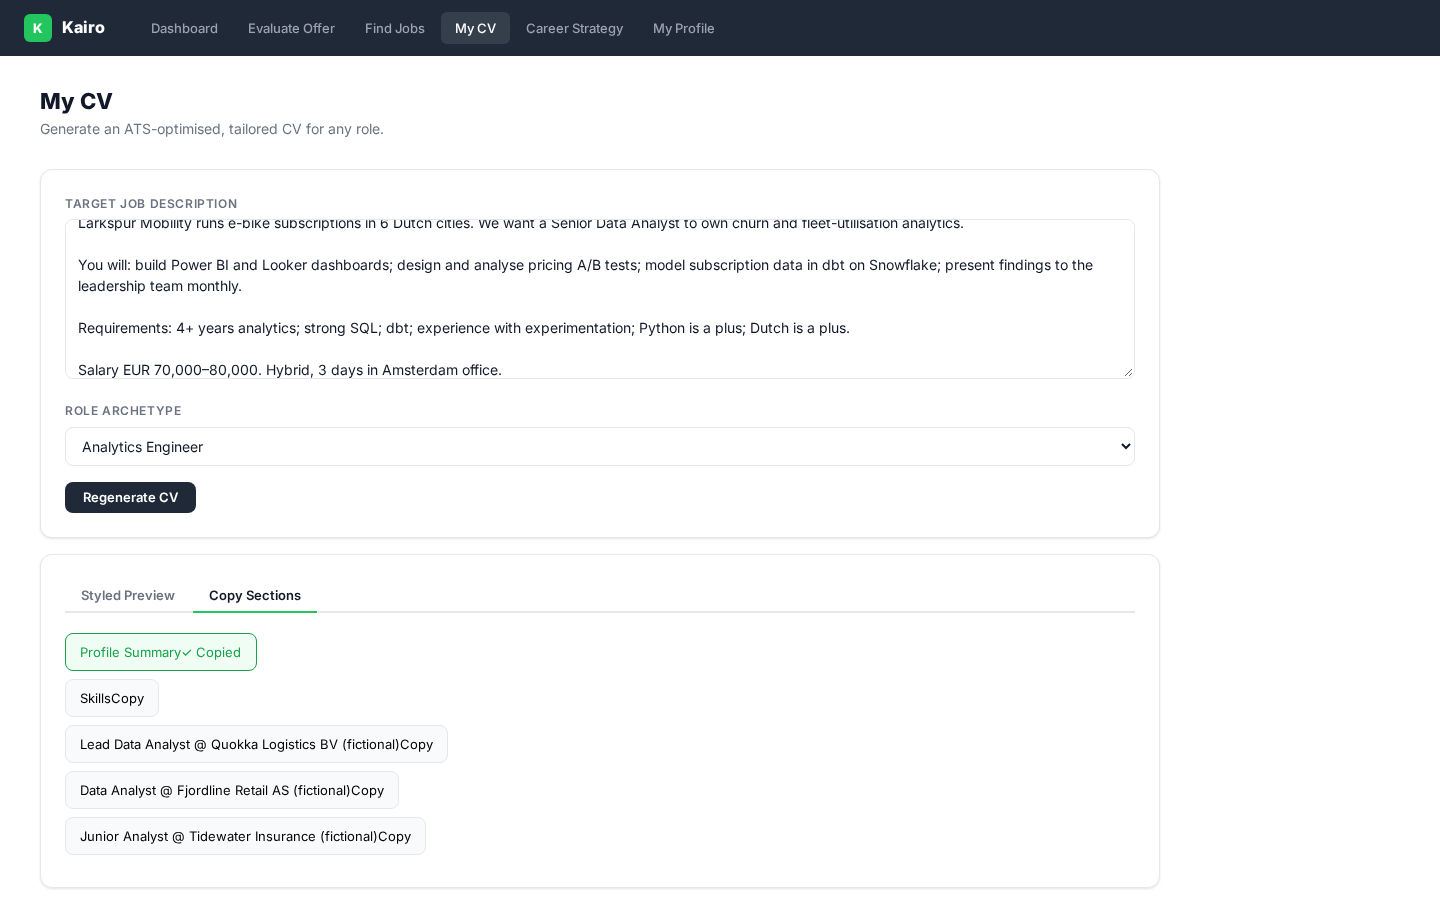 K Kairo Dashboard Evaluate Offer Find Jobs My CV Career Strategy My Profile
My CV
Generate an ATS-optimised, tailored CV for any role.
TARGET JOB DESCRIPTION
Larkspur Mobility runs e-bike subscriptions in 6 Dutch cities. We want a Senior Data Analyst to own churn and fleet-utilisation analytics.
You will: build Power BI and Looker dashboards; design and analyse pricing A/B tests; model subscription data in dbt on Snowflake; present findings to the
leadership team monthly.
Requirements: 4+ years analytics; strong SQL; dbt; experience with experimentation; Python is a plus; Dutch is a plus.
Salary EUR 70,000–80,000. Hybrid, 3 days in Amsterdam office.
ROLE ARCHETYPE
Analytics Engineer
Regenerate CV
Styled Preview Copy Sections
Profile Summary✓ Copied
SkillsCopy
Lead Data Analyst @ Quokka Logistics BV (fictional)Copy
Data Analyst @ Fjordline Retail AS (fictional)Copy
Junior Analyst @ Tidewater Insurance (fictional)Copy